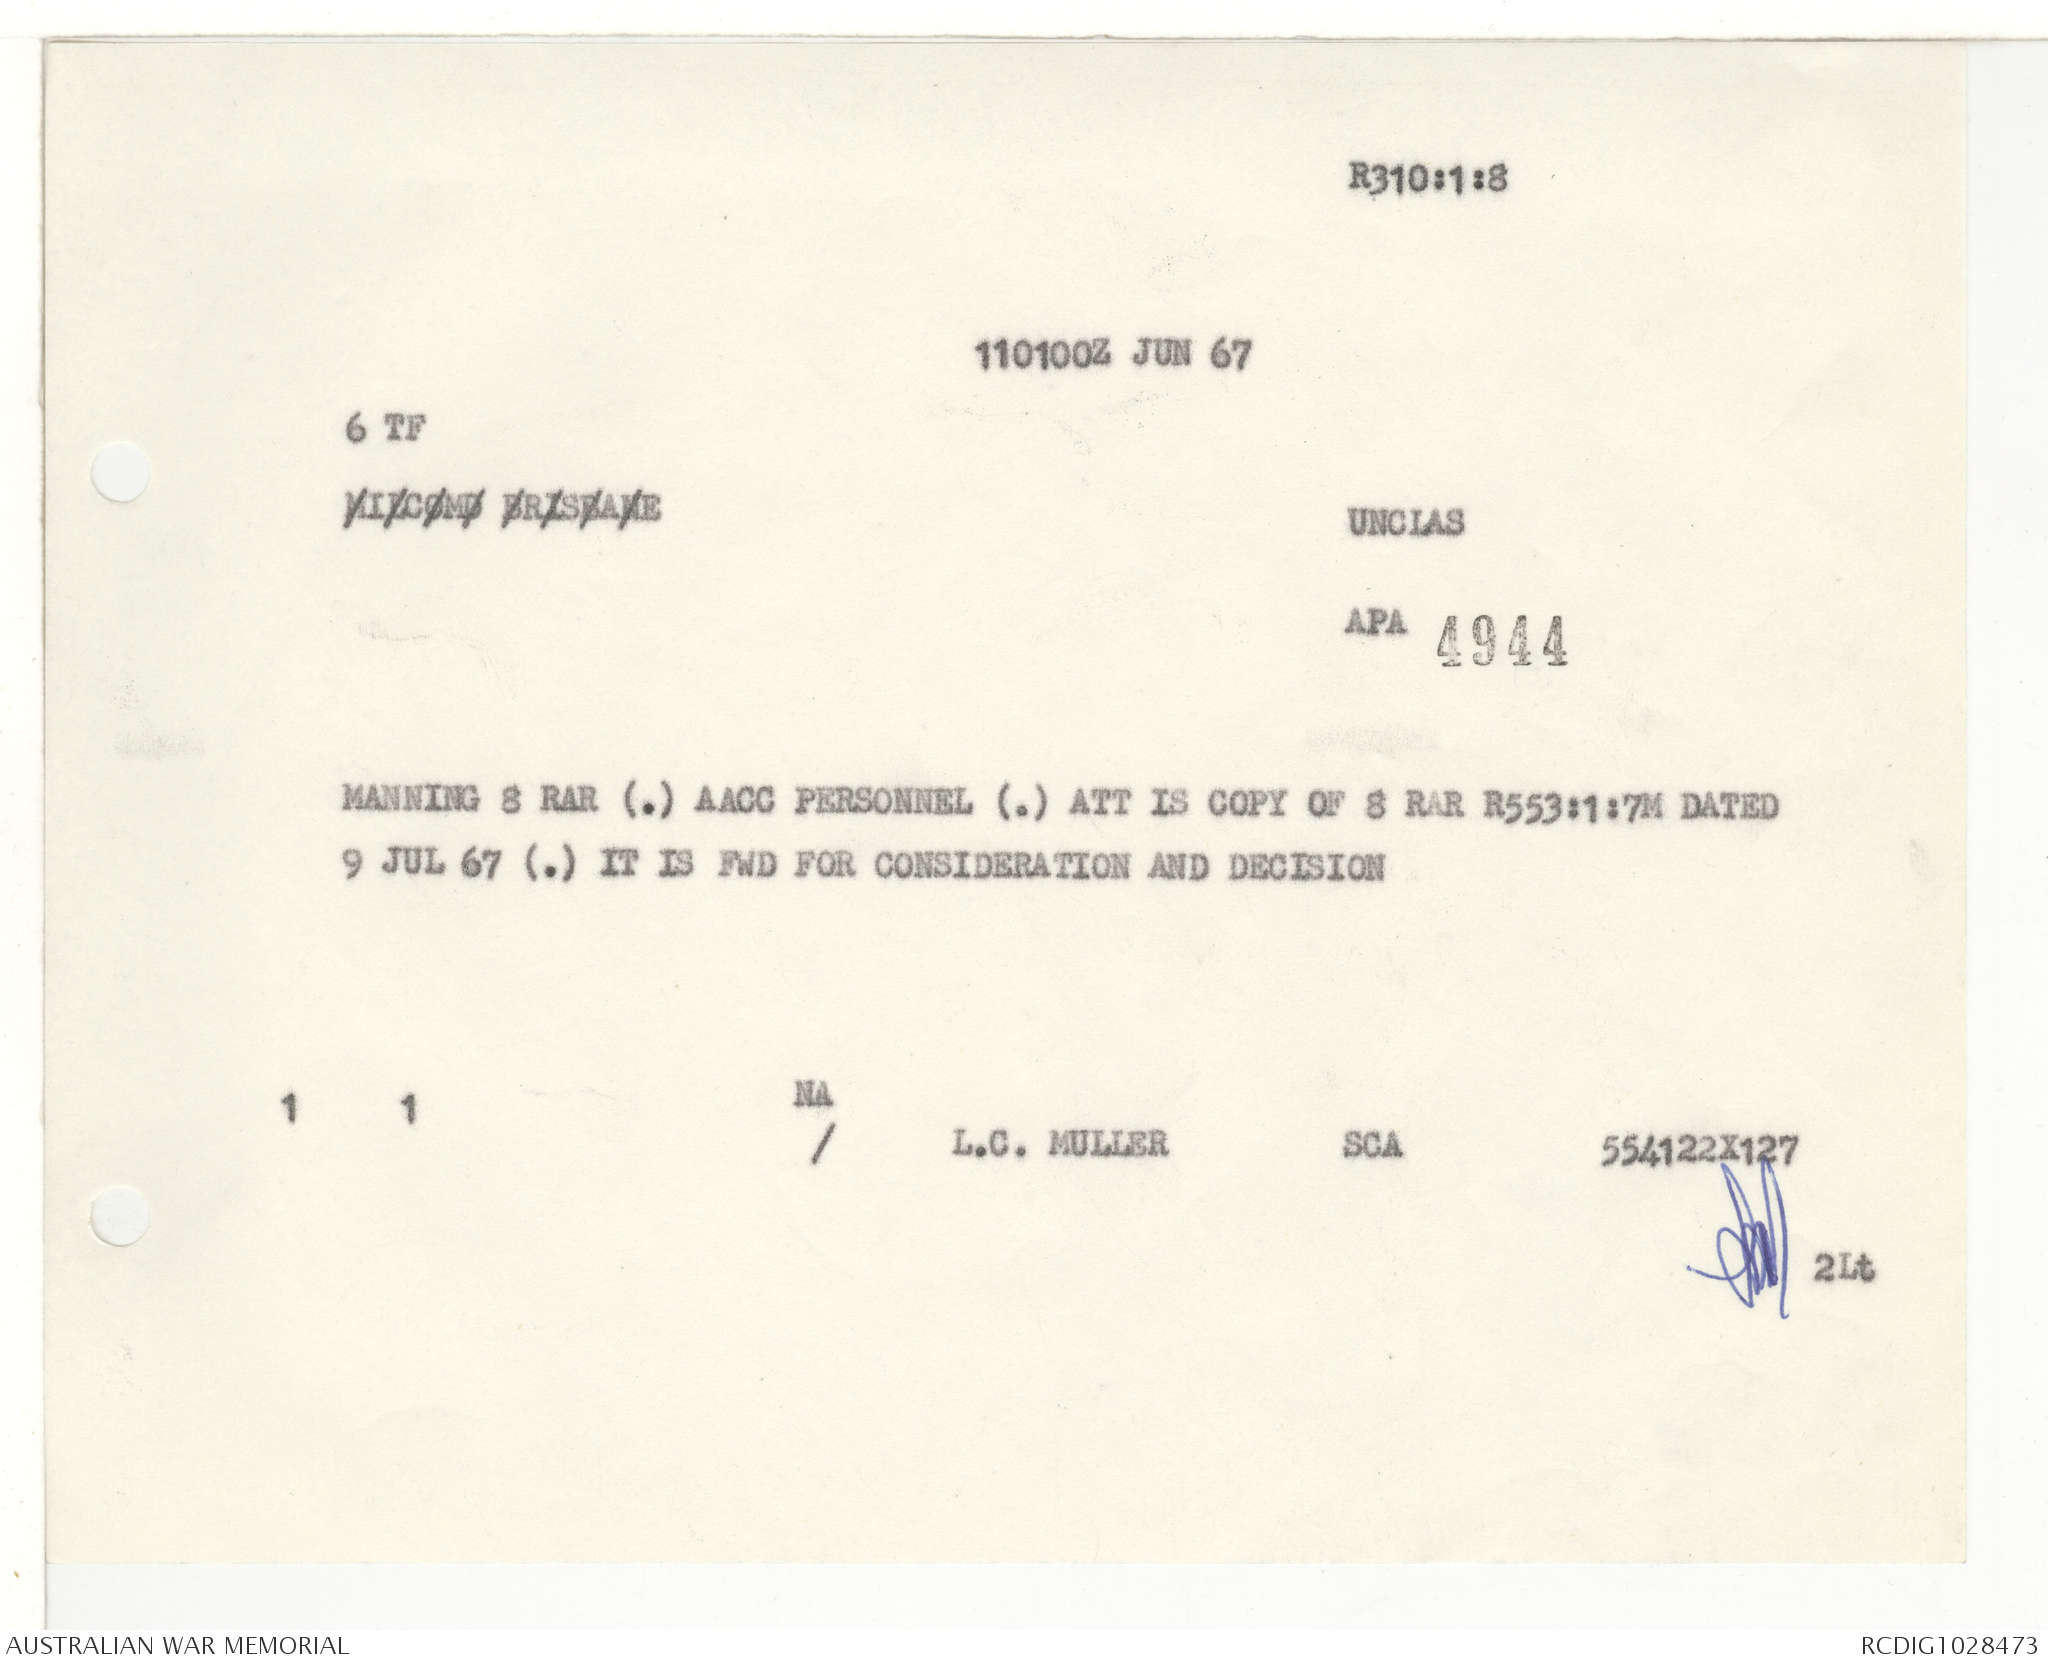 R310:1:8
110100Z JUN 67
6 TF
MILCOMD BRISBANE
UNCLAS
APA 4944
MANNING 8 RAR (.) AACC PERSONNEL (.) ATT IS COPY OF 8 RAR R553:1:7M DATED
9 JUL 67 (.) IT IS FWD FOR CONSIDERATION AND DECISION
1 1 NA
/ L.C. MULLER SCA 554122X127
2Lt
AUSTRALIAN WAR MEMORIAL RCDIG1028473